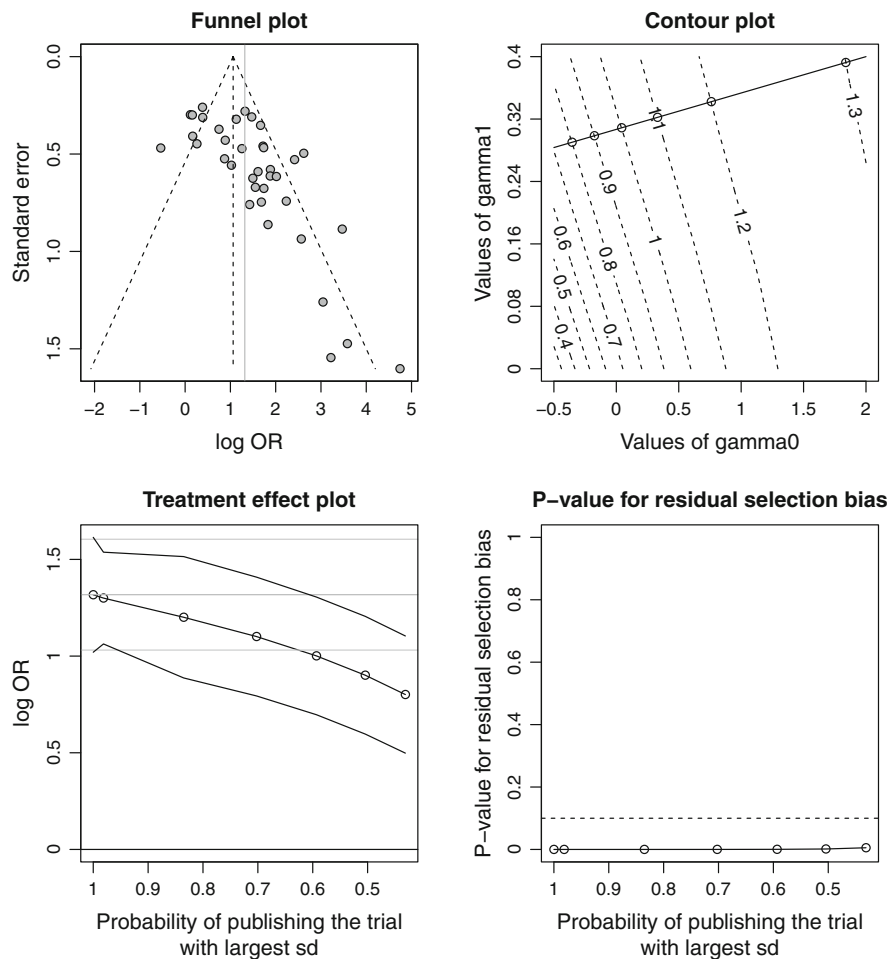 Funnel plot
0.0
0.5
1.0
1.5
Standard error
−2 −1 0 1 2 3 4 5
log OR
Contour plot
0.4
0.32
0.24
0.16
0.08
0
Values of gamma1
1.1
1.3
0.9
1.2
0.6
0.8
1
0.5
0.4
0.7
−0.5 0 0.5 1 1.5 2
Values of gamma0
Treatment effect plot
1.5
1
0.5
0
log OR
1 0.9 0.8 0.7 0.6 0.5
Probability of publishing the trial
with largest sd
P−value for residual selection bias
1
0.8
0.6
0.4
0.2
0
P−value for residual selection bias
1 0.9 0.8 0.7 0.6 0.5
Probability of publishing the trial
with largest sd